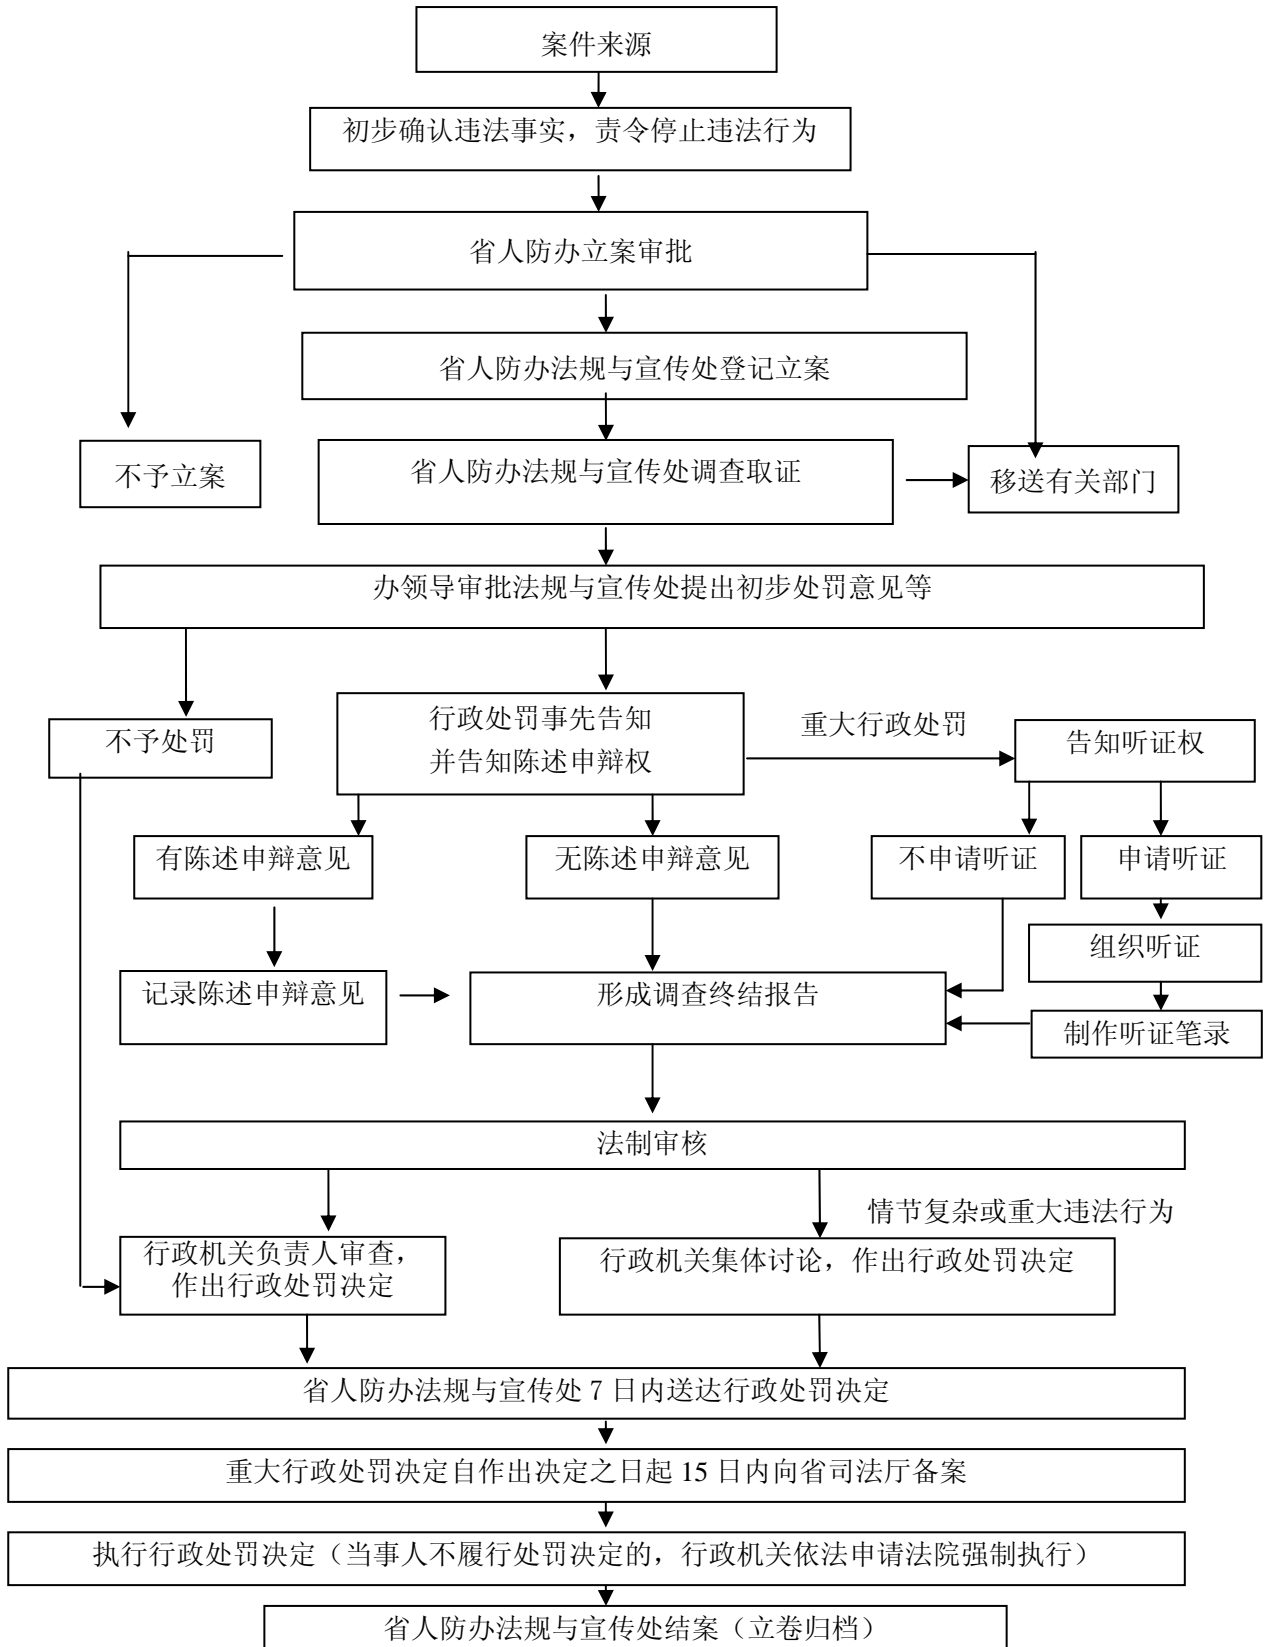 案件来源
初步确认违法事实，责令停止违法行为
省人防办立案审批
省人防办法规与宣传处登记立案
不予立案
省人防办法规与宣传处调查取证
移送有关部门
办领导审批法规与宣传处提出初步处罚意见等
不予处罚
行政处罚事先告知
并告知陈述申辩权
重大行政处罚
告知听证权
有陈述申辩意见
无陈述申辩意见
不申请听证
申请听证
组织听证
记录陈述申辩意见
形成调查终结报告
制作听证笔录
法制审核
情节复杂或重大违法行为
行政机关负责人审查，
作出行政处罚决定
行政机关集体讨论，作出行政处罚决定
省人防办法规与宣传处 7 日内送达行政处罚决定
重大行政处罚决定自作出决定之日起 15 日内向省司法厅备案
执行行政处罚决定（当事人不履行处罚决定的，行政机关依法申请法院强制执行）
省人防办法规与宣传处结案（立卷归档）